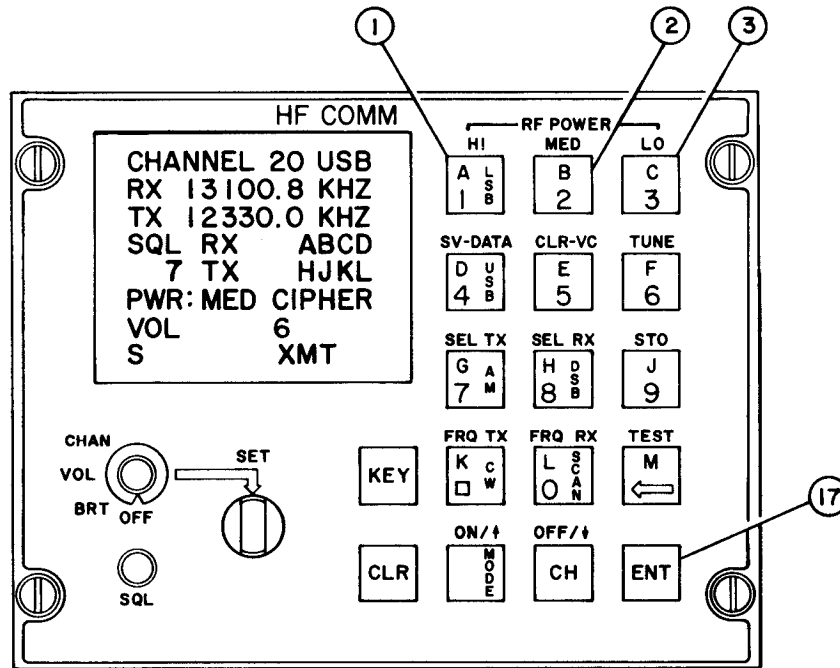 1 2 3
HF COMM
RF POWER
HI MED LO
CHANNEL 20 USB
RX 13100.8 KHZ
TX 12330.0 KHZ
SQL RX ABCD
7 TX HJKL
PWR: MED CIPHER
VOL 6
S XMT
A LSB 1
B 2
C 3
SV-DATA CLR-VC TUNE
D USB 4
E 5
F 6
SEL TX SEL RX STO
G AM 7
H DSB 8
J 9
FRQ TX FRQ RX TEST
KEY
K CW
L SCAN 0
M
ON/↑ OFF/↓
CLR
MODE
CH
ENT
17
CHAN
VOL
BRT
OFF
SET
SQL